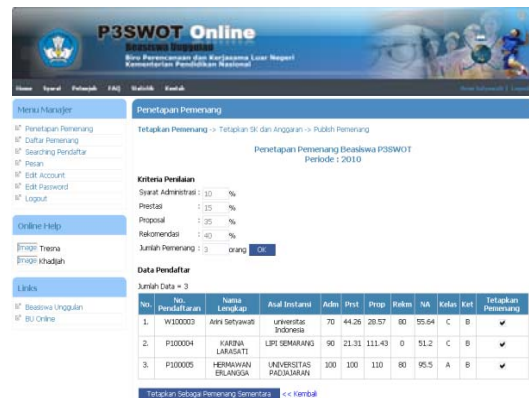 P3SWOT Online
Beasiswa Unggulan
Biro Perencanaan dan Kerjasama Luar Negeri
Kementerian Pendidikan Nasional
Home Syarat Petunjuk FAQ Statistik Kontak
Menu Manajer
Penetapan Pemenang
Daftar Pemenang
Searching Pendaftar
Pesan
Edit Account
Edit Password
Logout
Online Help
Image Tresna
Image Khadijah
Links
Beasiswa Unggulan
BU Online
Penetapan Pemenang
Tetapkan Pemenang -> Tetapkan SK dan Anggaran -> Publish Pemenang
Penetapan Pemenang Beasiswa P3SWOT
Periode : 2010
Kriteria Penilaian
Syarat Administrasi : 10 %
Prestasi : 15 %
Proposal : 35 %
Rekomendasi : 40 %
Jumlah Pemenang : 3 orang OK
Data Pendaftar
Jumlah Data = 3
No. No. Pendaftaran Nama Lengkap Asal Instansi Adm Prst Prop Rekm NA Kelas Ket Tetapkan Pemenang
1. W100003 Arini Setyawati universitas Indonesia 70 44.26 28.57 80 55.64 C B
2. P100004 KARINA LARASATI LIPI SEMARANG 90 21.31 111.43 0 51.2 C B
3. P100005 HERMAWAN ERLANGGA UNIVERSITAS PADJAJARAN 100 100 110 80 95.5 A B
Tetapkan Sebagai Pemenang Sementara << Kembali